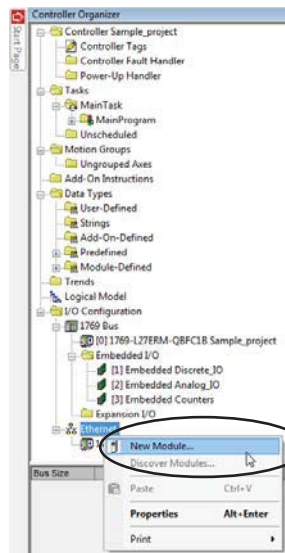 Controller Organizer
Start Page
Controller Sample_project
Controller Tags
Controller Fault Handler
Power-Up Handler
Tasks
MainTask
MainProgram
Unscheduled
Motion Groups
Ungrouped Axes
Add-On Instructions
Data Types
User-Defined
Strings
Add-On-Defined
Predefined
Module-Defined
Trends
Logical Model
I/O Configuration
1769 Bus
[0] 1769-L27ERM-QBFC1B Sample_project
Embedded I/O
[1] Embedded Discrete_IO
[2] Embedded Analog_IO
[3] Embedded Counters
Expansion I/O
Ethernet
New Module...
Discover Modules...
Bus Size
Paste Ctrl+V
Properties Alt+Enter
Print